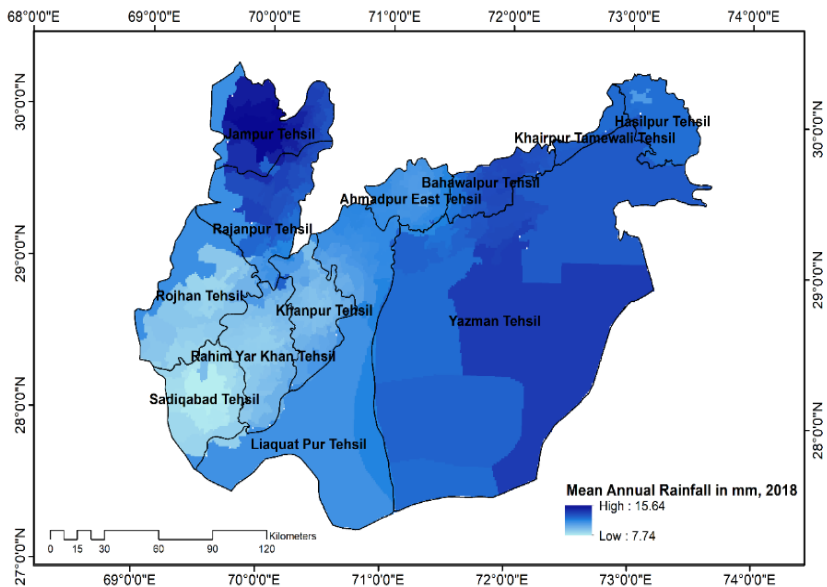 68°0'0"E 69°0'0"E 70°0'0"E 71°0'0"E 72°0'0"E 73°0'0"E 74°0'0"E
30°0'0"N
29°0'0"N
28°0'0"N
27°0'0"N
30°0'0"N
29°0'0"N
28°0'0"N
Jampur Tehsil
Hasilpur Tehsil
Khairpur Tamewali Tehsil
Bahawalpur Tehsil
Ahmadpur East Tehsil
Rajanpur Tehsil
Rojhan Tehsil
Khanpur Tehsil
Yazman Tehsil
Rahim Yar Khan Tehsil
Sadiqabad Tehsil
Liaquat Pur Tehsil
Mean Annual Rainfall in mm, 2018
High : 15.64
Low : 7.74
Kilometers
0 15 30 60 90 120
69°0'0"E 70°0'0"E 71°0'0"E 72°0'0"E 73°0'0"E 74°0'0"E